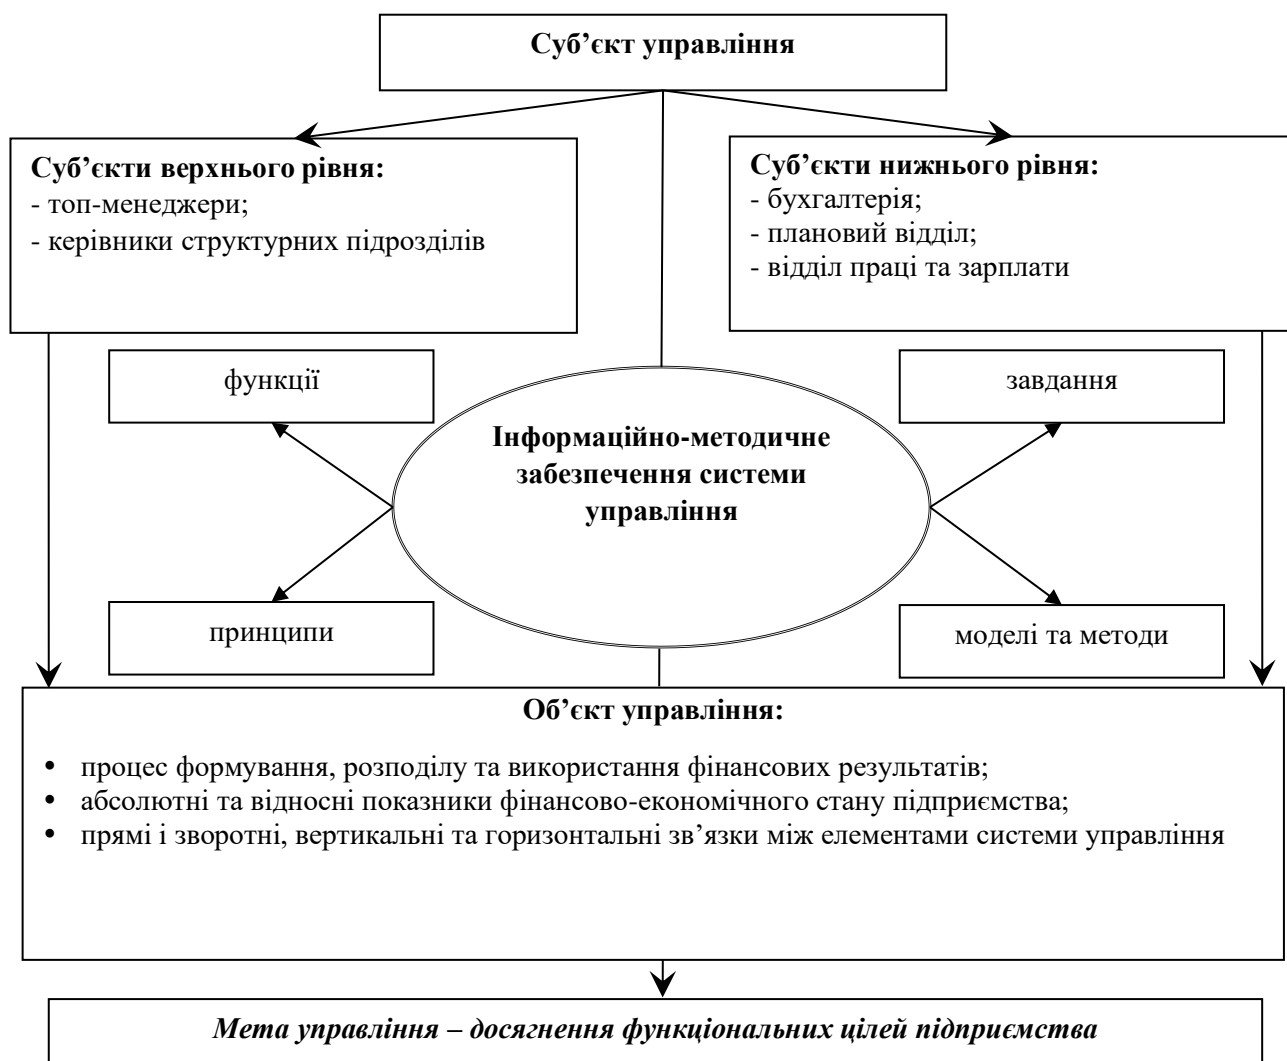 Суб’єкт управління
Суб’єкти верхнього рівня:
- топ-менеджери;
- керівники структурних підрозділів
Суб’єкти нижнього рівня:
- бухгалтерія;
- плановий відділ;
- відділ праці та зарплати
функції
завдання
Інформаційно-методичне
забезпечення системи
управління
принципи
моделі та методи
Об’єкт управління:
• процес формування, розподілу та використання фінансових результатів;
• абсолютні та відносні показники фінансово-економічного стану підприємства;
• прямі і зворотні, вертикальні та горизонтальні зв’язки між елементами системи управління
Мета управління – досягнення функціональних цілей підприємства